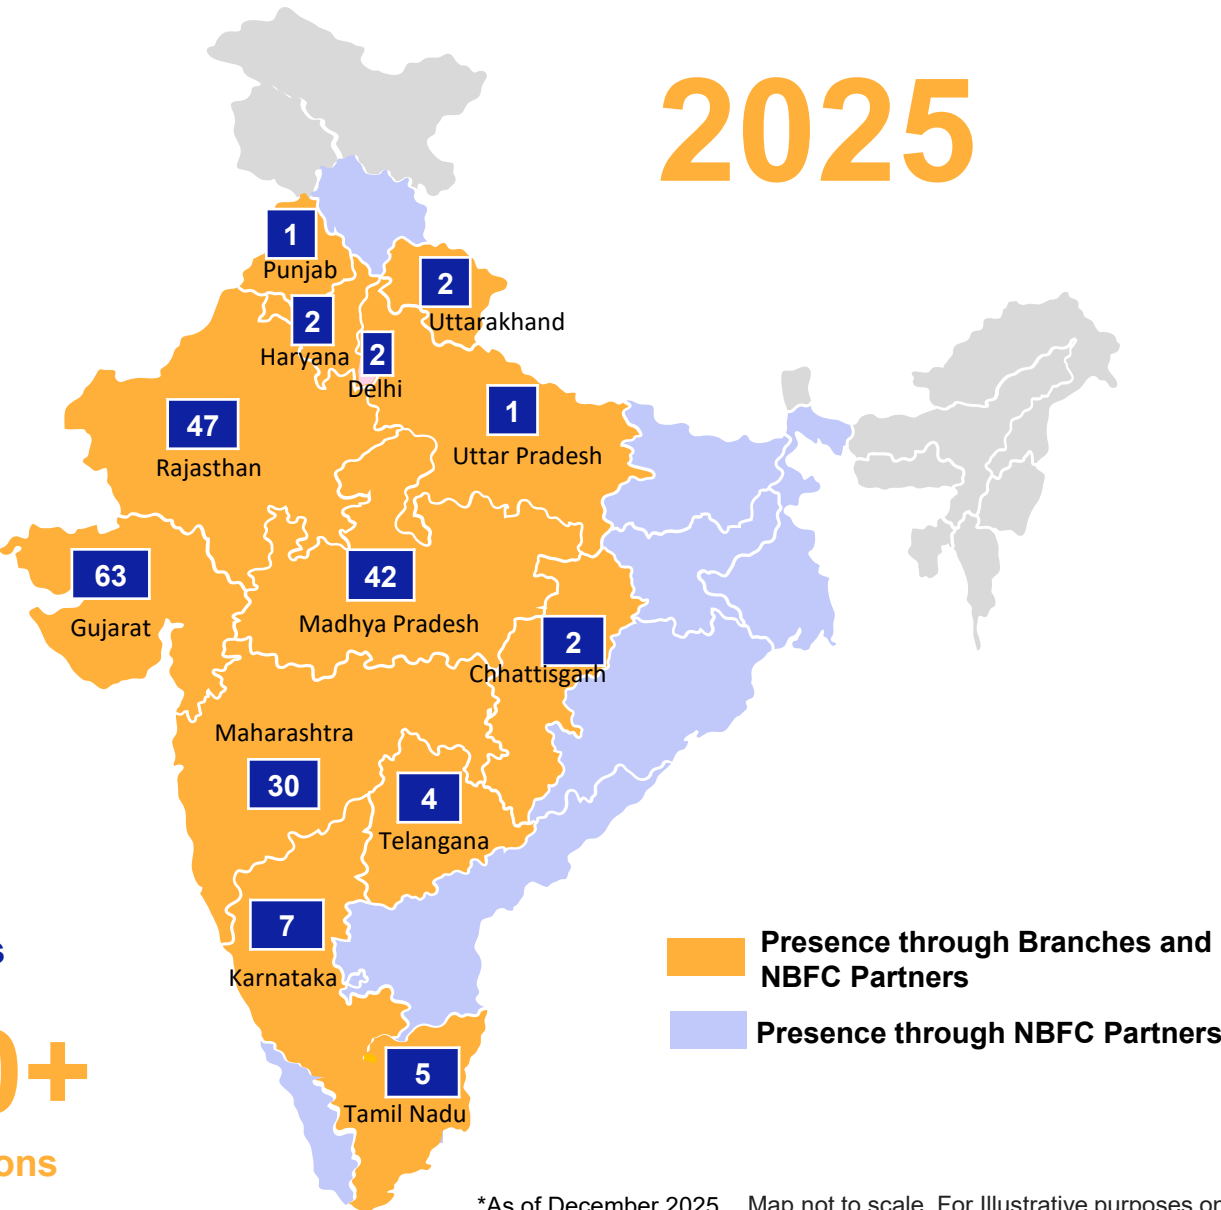 2025
1
Punjab
2
Uttarakhand
2
Haryana
2
Delhi
47
Rajasthan
1
Uttar Pradesh
63
Gujarat
42
Madhya Pradesh
2
Chhattisgarh
Maharashtra
30
4
Telangana
7
Karnataka
5
Tamil Nadu
s
0+
ons
Presence through Branches and
NBFC Partners
Presence through NBFC Partners
*As of December 2025 Map not to scale. For Illustrative purposes